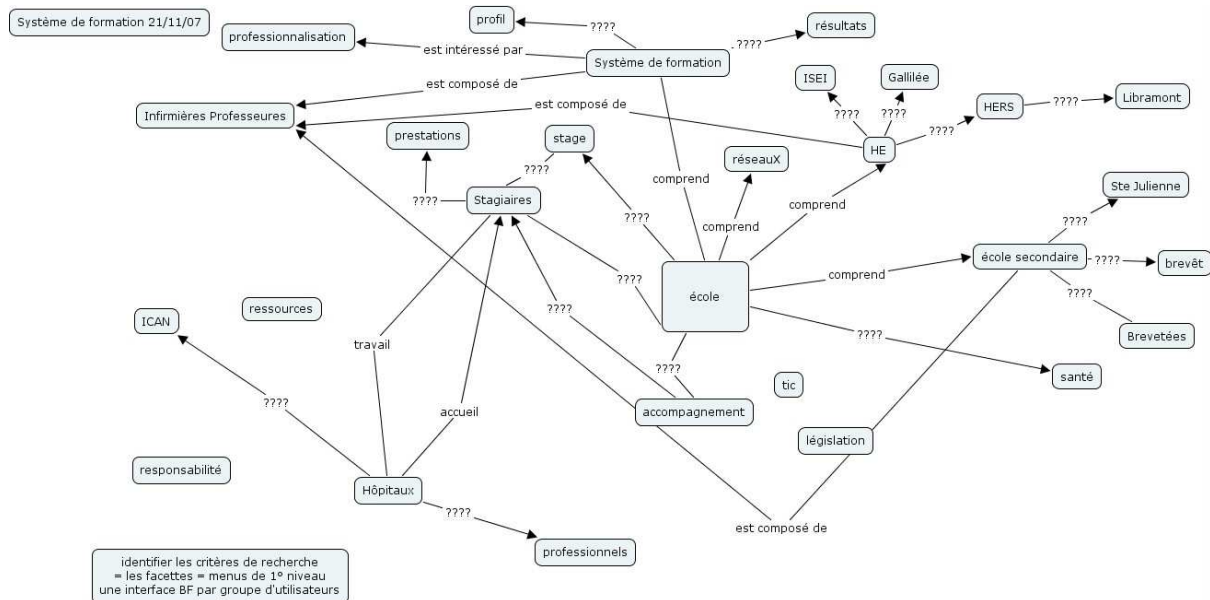 Système de formation 21/11/07
profil
????
professionnalisation
est intéressé par
????
résultats
Système de formation
est composé de
ISEI
Gallilée
Infirmières Professeures
est composé de
????
????
HERS
????
Libramont
prestations
stage
????
HE
????
réseauX
comprend
Ste Julienne
????
Stagiaires
????
comprend
comprend
????
école secondaire
????
brevêt
????
école
comprend
????
ressources
????
Brevetées
ICAN
????
travail
????
santé
????
tic
accueil
accompagnement
législation
responsabilité
Hôpitaux
????
est composé de
professionnels
identifier les critères de recherche
= les facettes = menus de 1° niveau
une interface BF par groupe d'utilisateurs